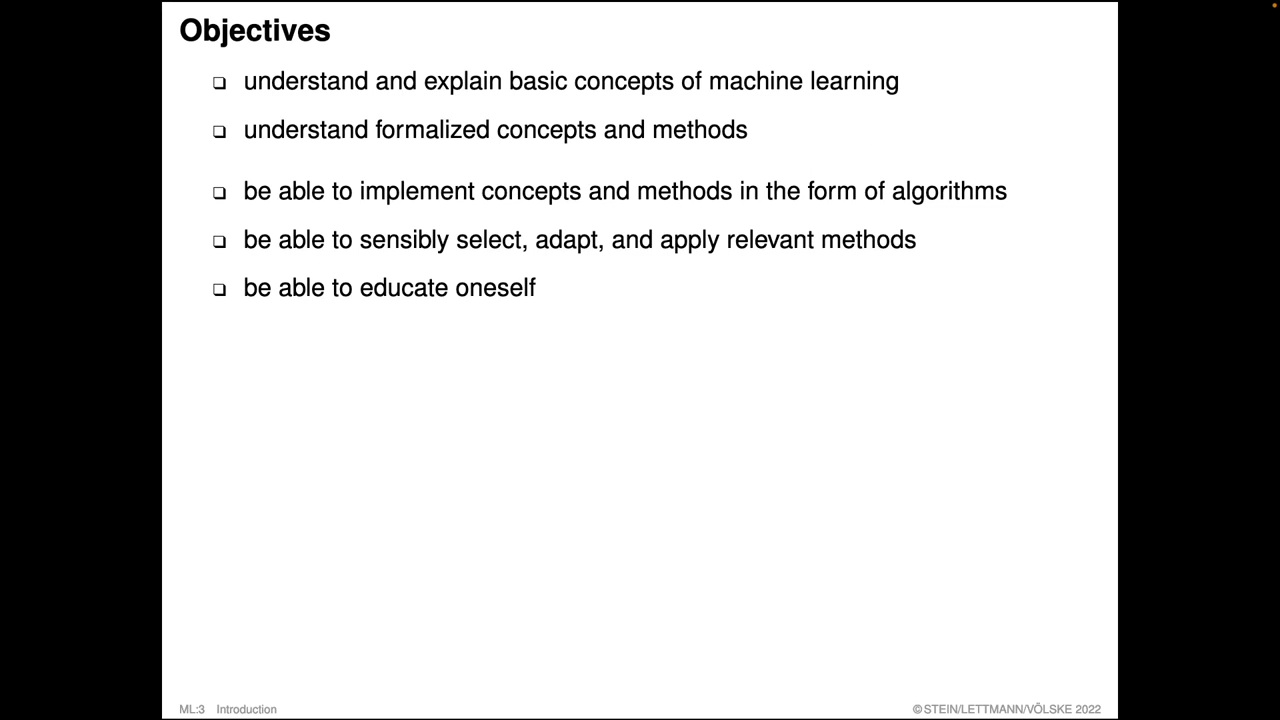 Objectives
❑ understand and explain basic concepts of machine learning
❑ understand formalized concepts and methods
❑ be able to implement concepts and methods in the form of algorithms
❑ be able to sensibly select, adapt, and apply relevant methods
❑ be able to educate oneself
ML:3 Introduction
© STEIN/LETTMANN/VÖLSKE 2022